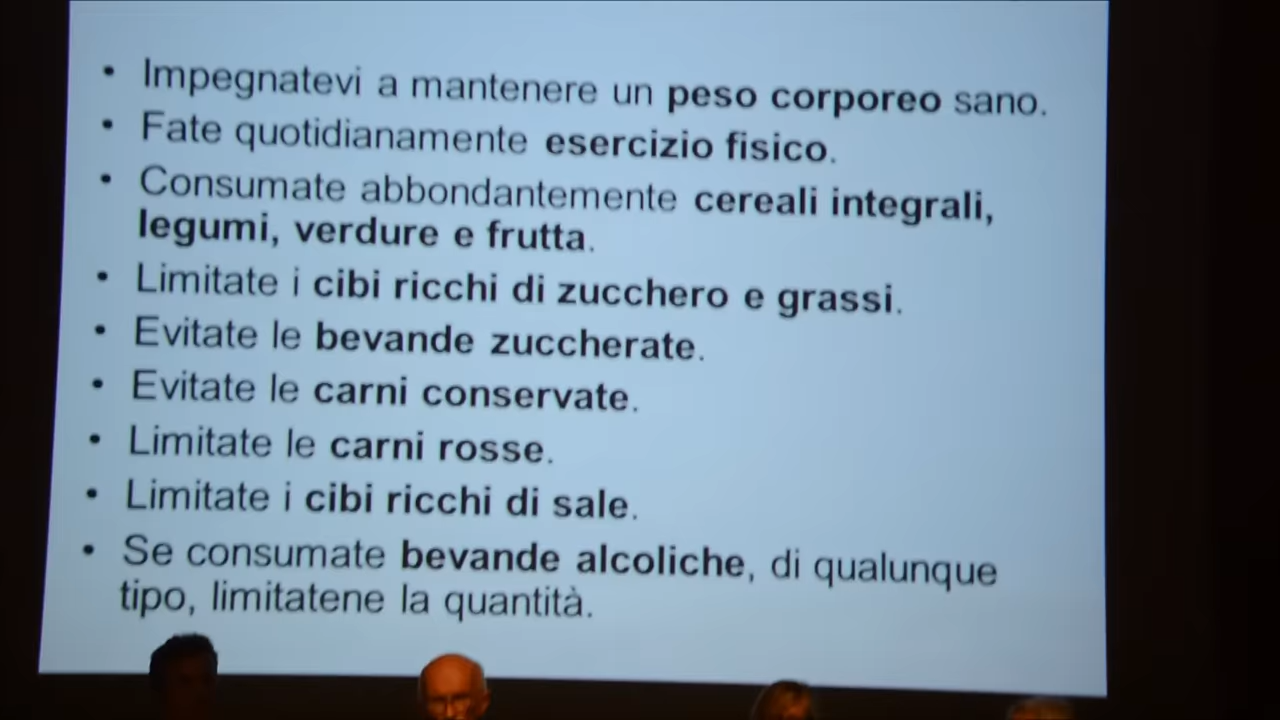 • Impegnatevi a mantenere un peso corporeo sano.
• Fate quotidianamente esercizio fisico.
• Consumate abbondantemente cereali integrali,
legumi, verdure e frutta.
• Limitate i cibi ricchi di zucchero e grassi.
• Evitate le bevande zuccherate.
• Evitate le carni conservate.
• Limitate le carni rosse.
• Limitate i cibi ricchi di sale.
• Se consumate bevande alcoliche, di qualunque
tipo, limitatene la quantità.